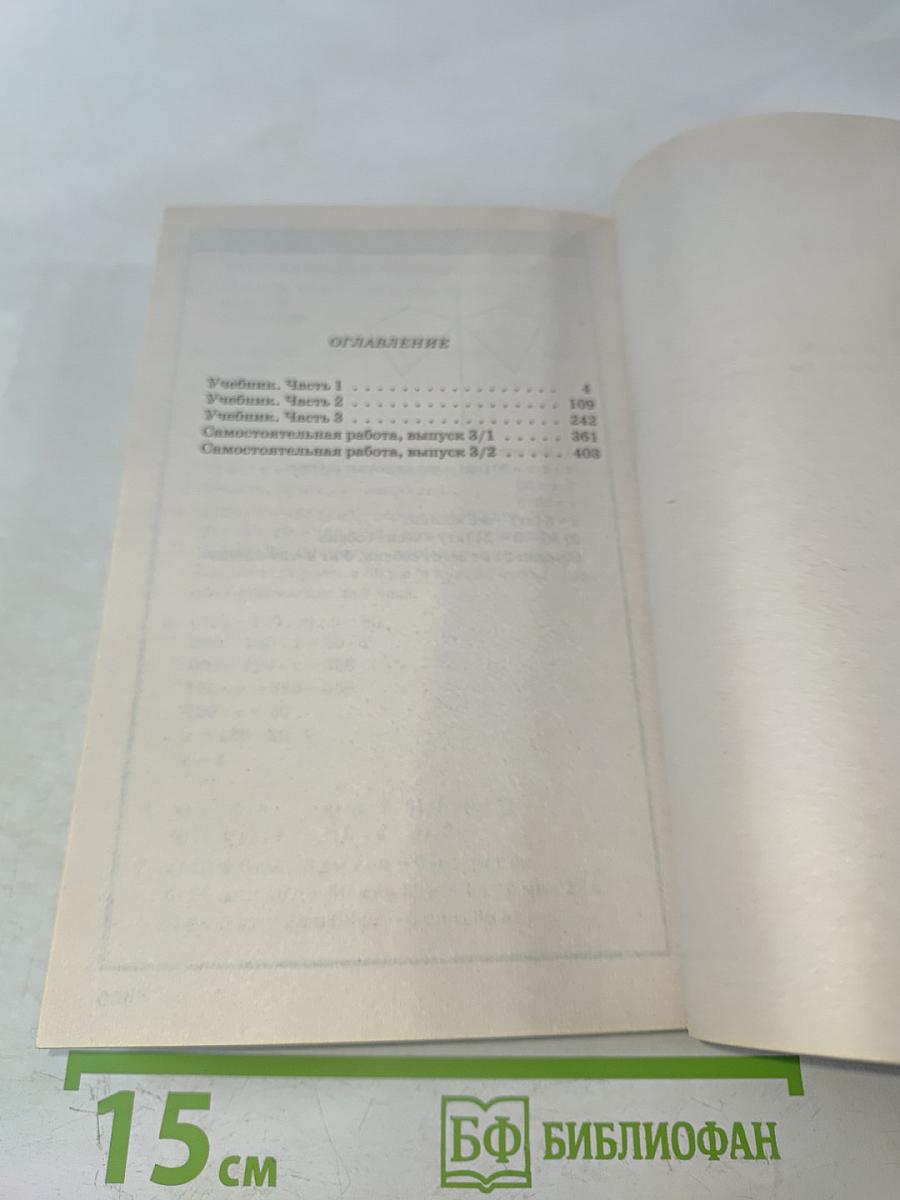 ОГЛАВЛЕНИЕ
Учебник. Часть 1 . . . . . . . . . . . . . . . . . 4
Учебник. Часть 2 . . . . . . . . . . . . . . . . . 109
Учебник. Часть 3 . . . . . . . . . . . . . . . . . 242
Самостоятельная работа, выпуск 3/1 . . . . . 361
Самостоятельная работа, выпуск 3/2 . . . . . 403
15 см
БФ БИБЛИОФАН